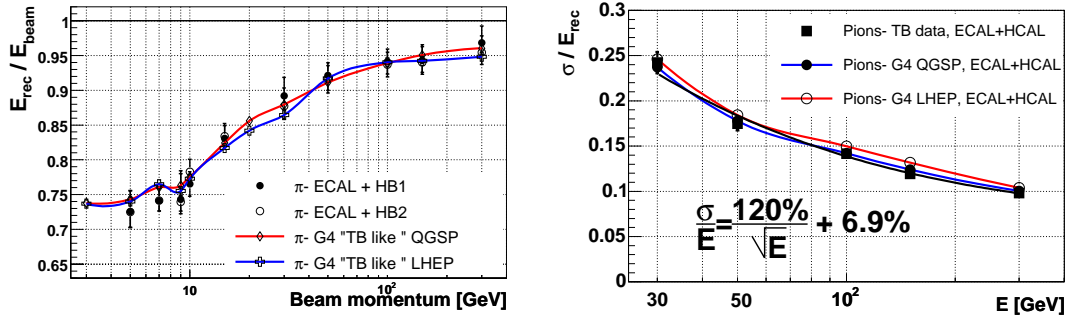 E_rec / E_beam
1
0.95
0.9
0.85
0.8
0.75
0.7
0.65
π- ECAL + HB1
π- ECAL + HB2
π- G4 "TB like " QGSP
π- G4 "TB like " LHEP
10
10²
Beam momentum [GeV]
σ / E_rec
0.3
0.25
0.2
0.15
0.1
0.05
0
Pions- TB data, ECAL+HCAL
Pions- G4 QGSP, ECAL+HCAL
Pions- G4 LHEP, ECAL+HCAL
σ/E=120%/√E + 6.9%
30
50
10²
E [GeV]